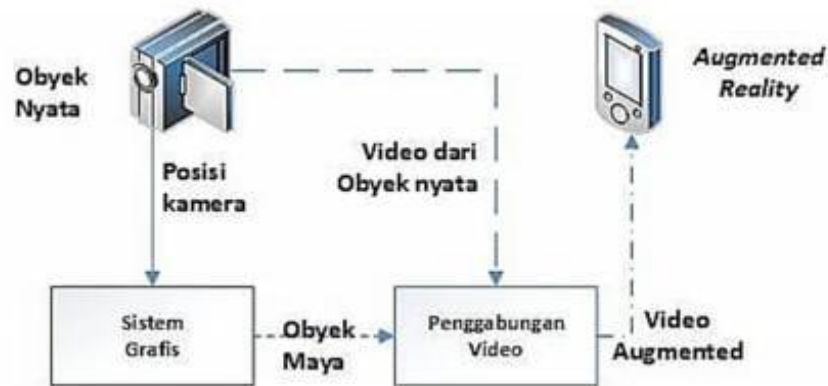 Obyek
Nyata
Augmented
Reality
Posisi
kamera
Video dari
Obyek nyata
Sistem
Grafis
Obyek
Maya
Penggabungan
Video
Video
Augmented